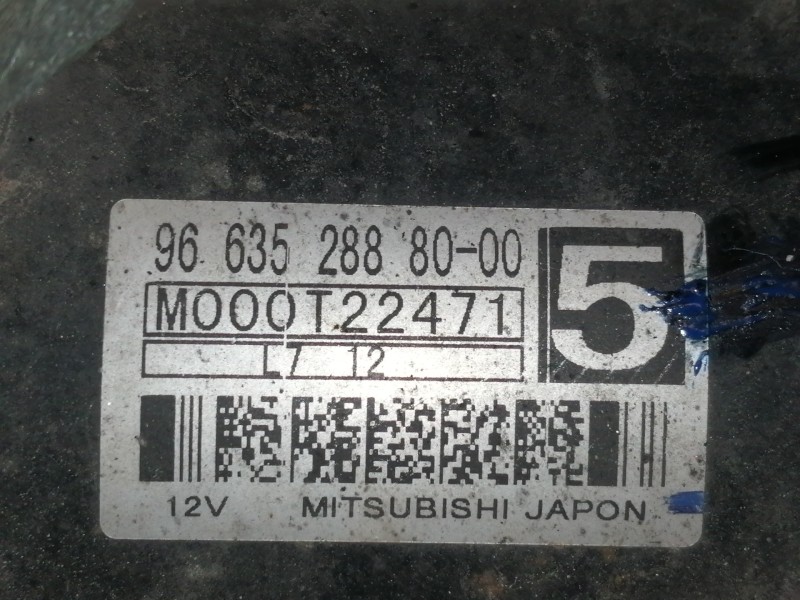 96 635 288 80-00
5
M000T22471
L7 12
12V MITSUBISHI JAPON